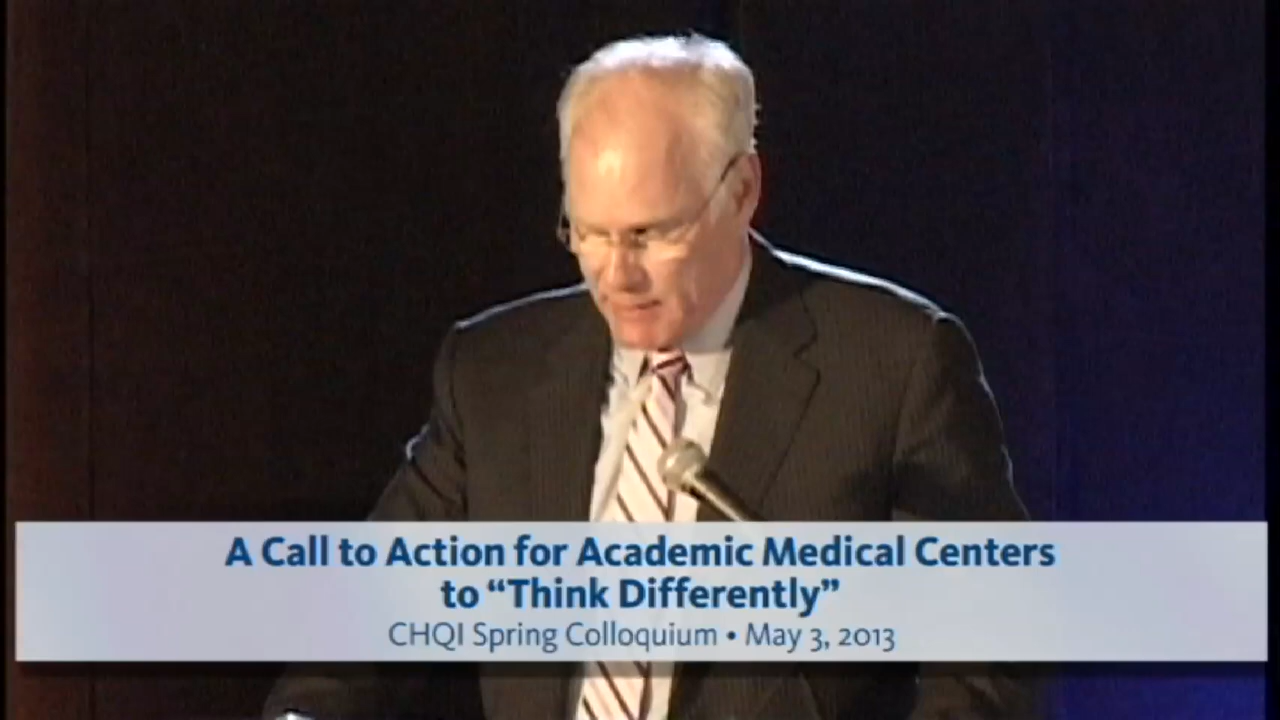 A Call to Action for Academic Medical Centers
to “Think Differently”
CHQI Spring Colloquium • May 3, 2013